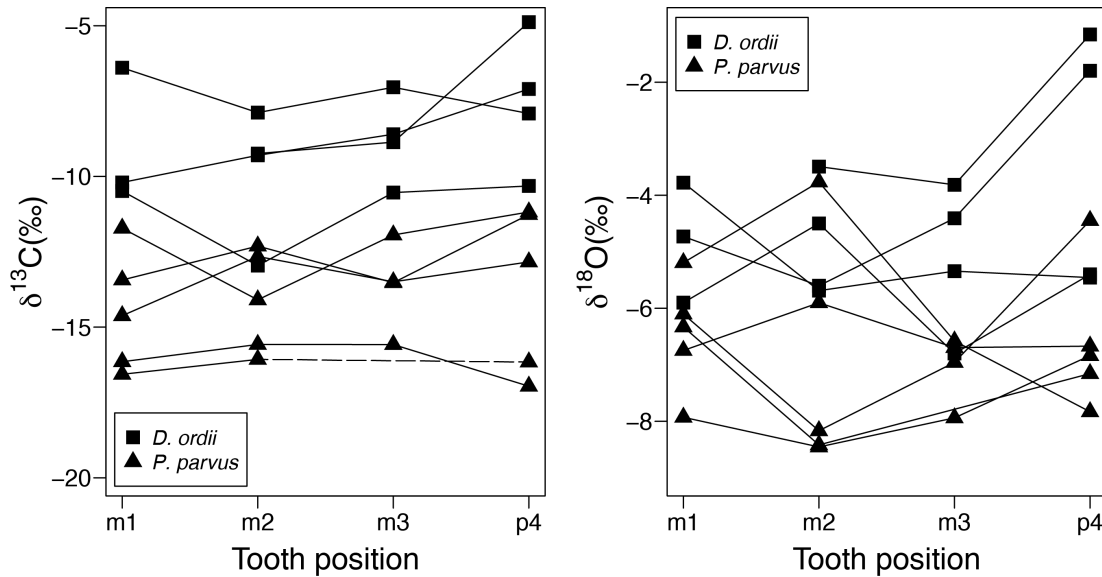 −5
−10
−15
−20
δ13C(‰)
D. ordii
P. parvus
m1 m2 m3 p4
Tooth position
−2
−4
−6
−8
δ18O(‰)
D. ordii
P. parvus
m1 m2 m3 p4
Tooth position